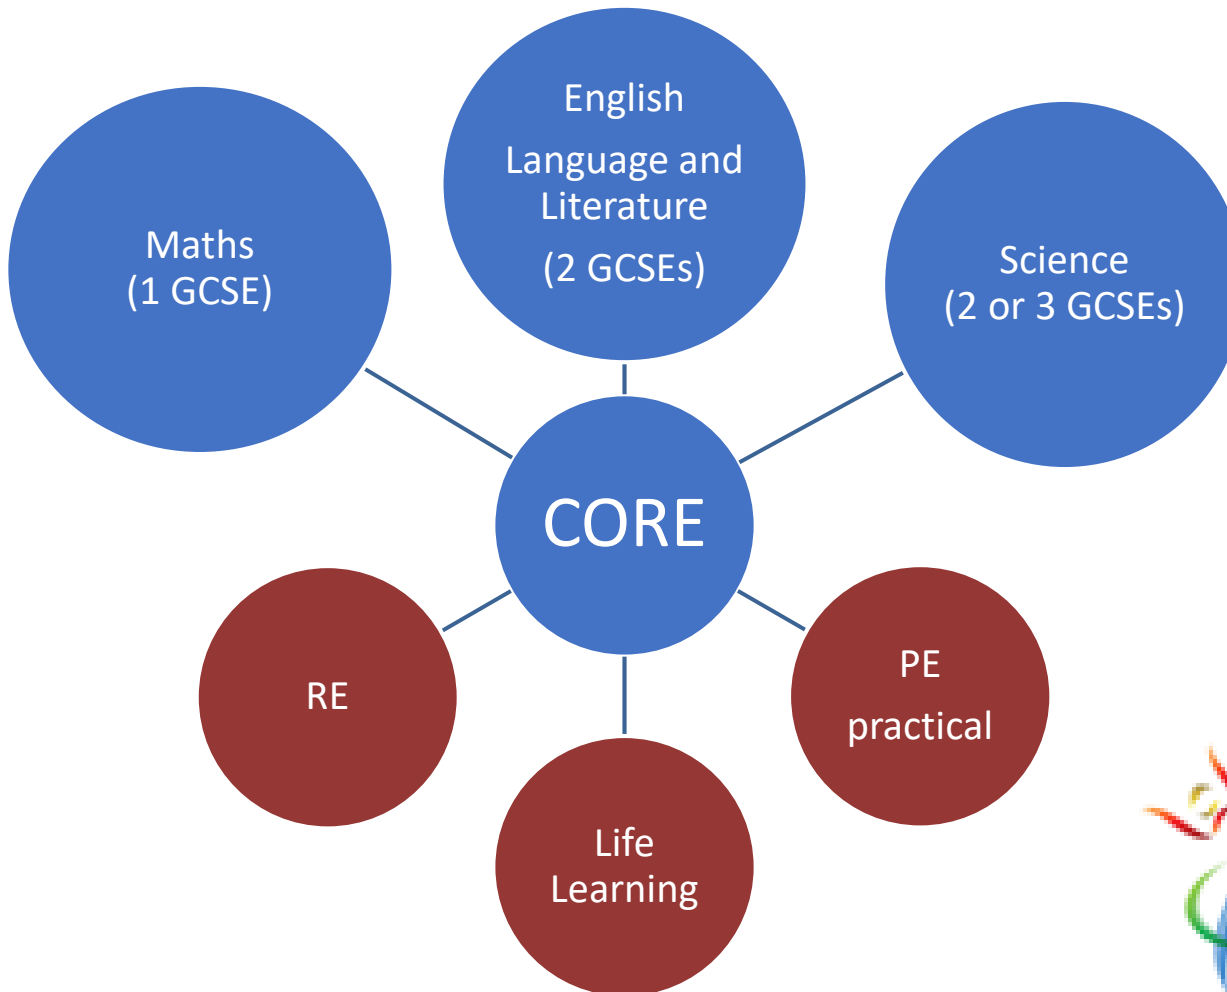 English
Language and
Literature
(2 GCSEs)
Maths
(1 GCSE)
Science
(2 or 3 GCSEs)
CORE
RE
PE
practical
Life
Learning